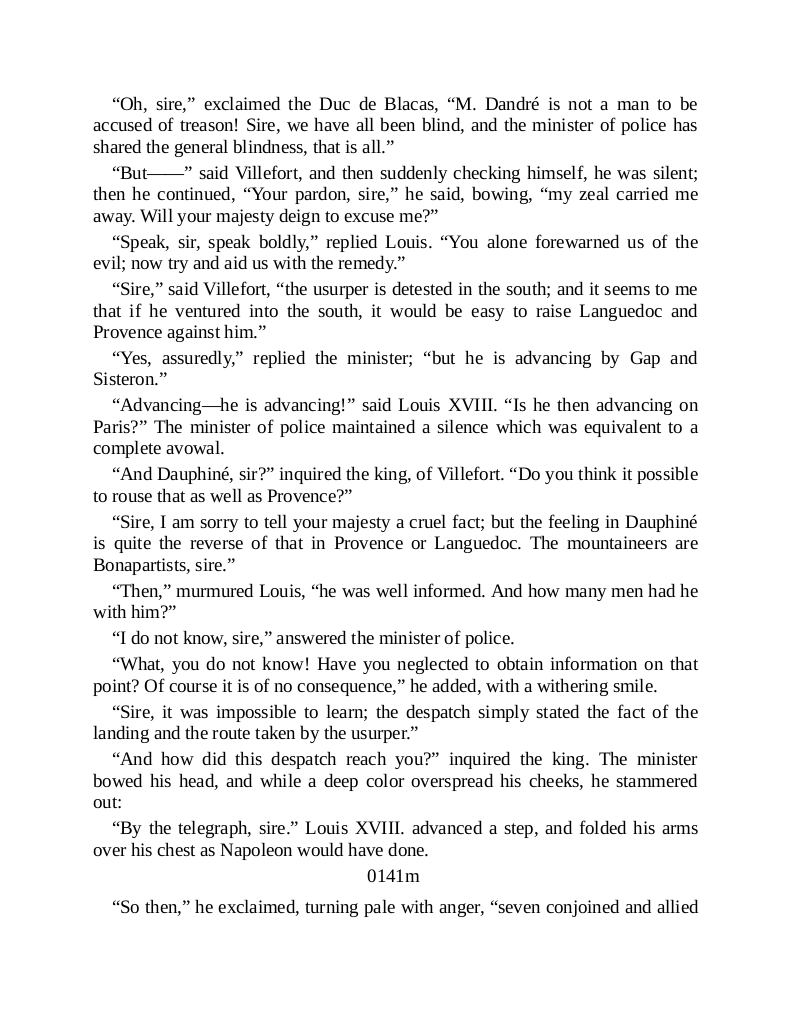 “Oh, sire,” exclaimed the Duc de Blacas, “M. Dandré is not a man to be
accused of treason! Sire, we have all been blind, and the minister of police has
shared the general blindness, that is all.”
“But——” said Villefort, and then suddenly checking himself, he was silent;
then he continued, “Your pardon, sire,” he said, bowing, “my zeal carried me
away. Will your majesty deign to excuse me?”
“Speak, sir, speak boldly,” replied Louis. “You alone forewarned us of the
evil; now try and aid us with the remedy.”
“Sire,” said Villefort, “the usurper is detested in the south; and it seems to me
that if he ventured into the south, it would be easy to raise Languedoc and
Provence against him.”
“Yes, assuredly,” replied the minister; “but he is advancing by Gap and
Sisteron.”
“Advancing—he is advancing!” said Louis XVIII. “Is he then advancing on
Paris?” The minister of police maintained a silence which was equivalent to a
complete avowal.
“And Dauphiné, sir?” inquired the king, of Villefort. “Do you think it possible
to rouse that as well as Provence?”
“Sire, I am sorry to tell your majesty a cruel fact; but the feeling in Dauphiné
is quite the reverse of that in Provence or Languedoc. The mountaineers are
Bonapartists, sire.”
“Then,” murmured Louis, “he was well informed. And how many men had he
with him?”
“I do not know, sire,” answered the minister of police.
“What, you do not know! Have you neglected to obtain information on that
point? Of course it is of no consequence,” he added, with a withering smile.
“Sire, it was impossible to learn; the despatch simply stated the fact of the
landing and the route taken by the usurper.”
“And how did this despatch reach you?” inquired the king. The minister
bowed his head, and while a deep color overspread his cheeks, he stammered
out:
“By the telegraph, sire.” Louis XVIII. advanced a step, and folded his arms
over his chest as Napoleon would have done.
0141m
“So then,” he exclaimed, turning pale with anger, “seven conjoined and allied